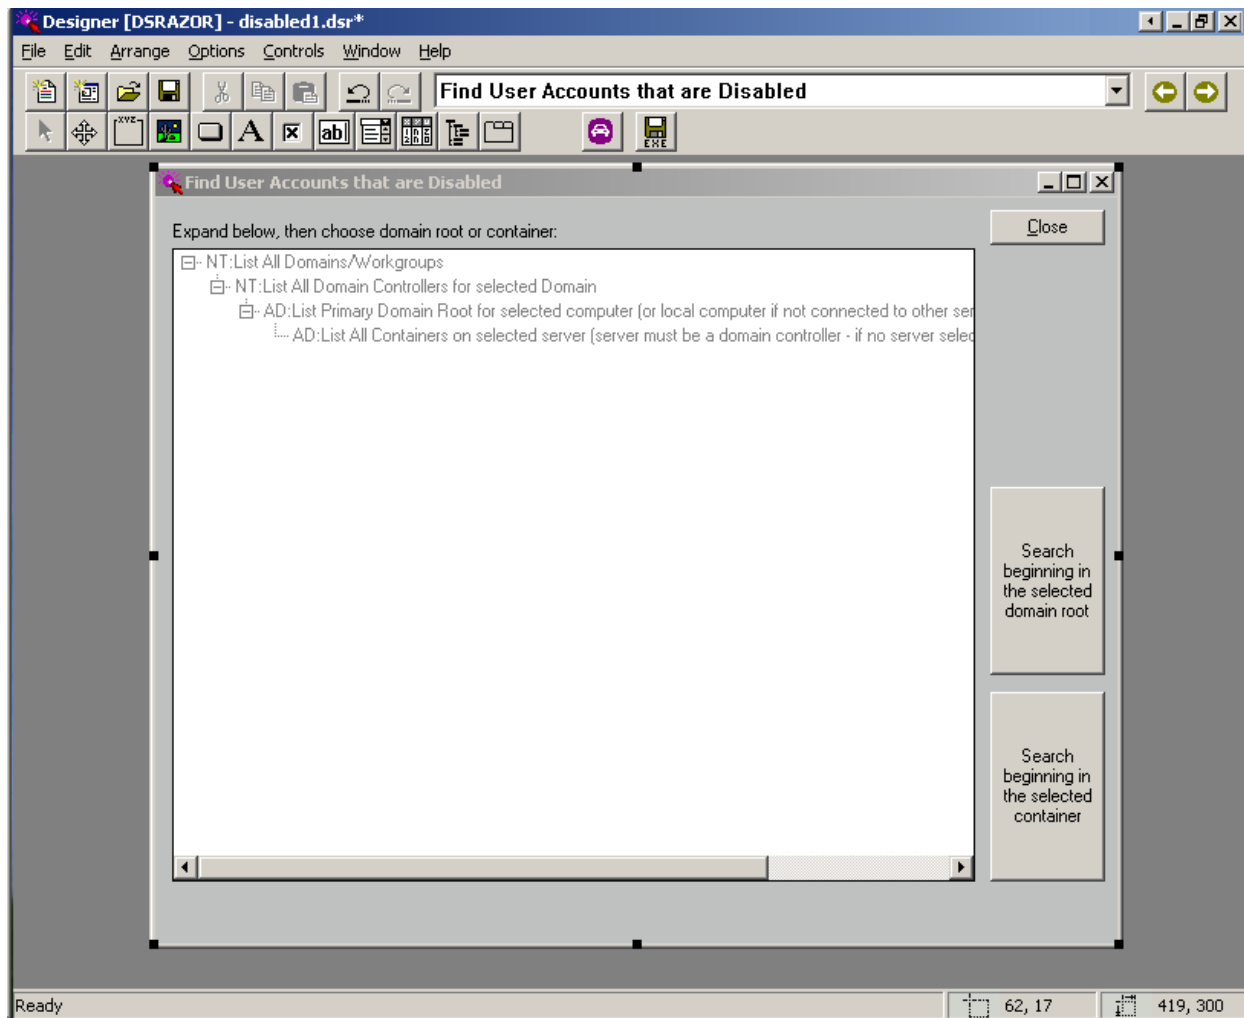 Designer [DSRAZOR] - disabled1.dsr*
File Edit Arrange Options Controls Window Help
Find User Accounts that are Disabled
XYZ
A ab
EXE
Find User Accounts that are Disabled
Expand below, then choose domain root or container:
Close
NT:List All Domains/Workgroups
NT:List All Domain Controllers for selected Domain
AD:List Primary Domain Root for selected computer (or local computer if not connected to other ser
AD:List All Containers on selected server (server must be a domain controller - if no server selec
Search
beginning in
the selected
domain root
Search
beginning in
the selected
container
Ready 62, 17 419, 300